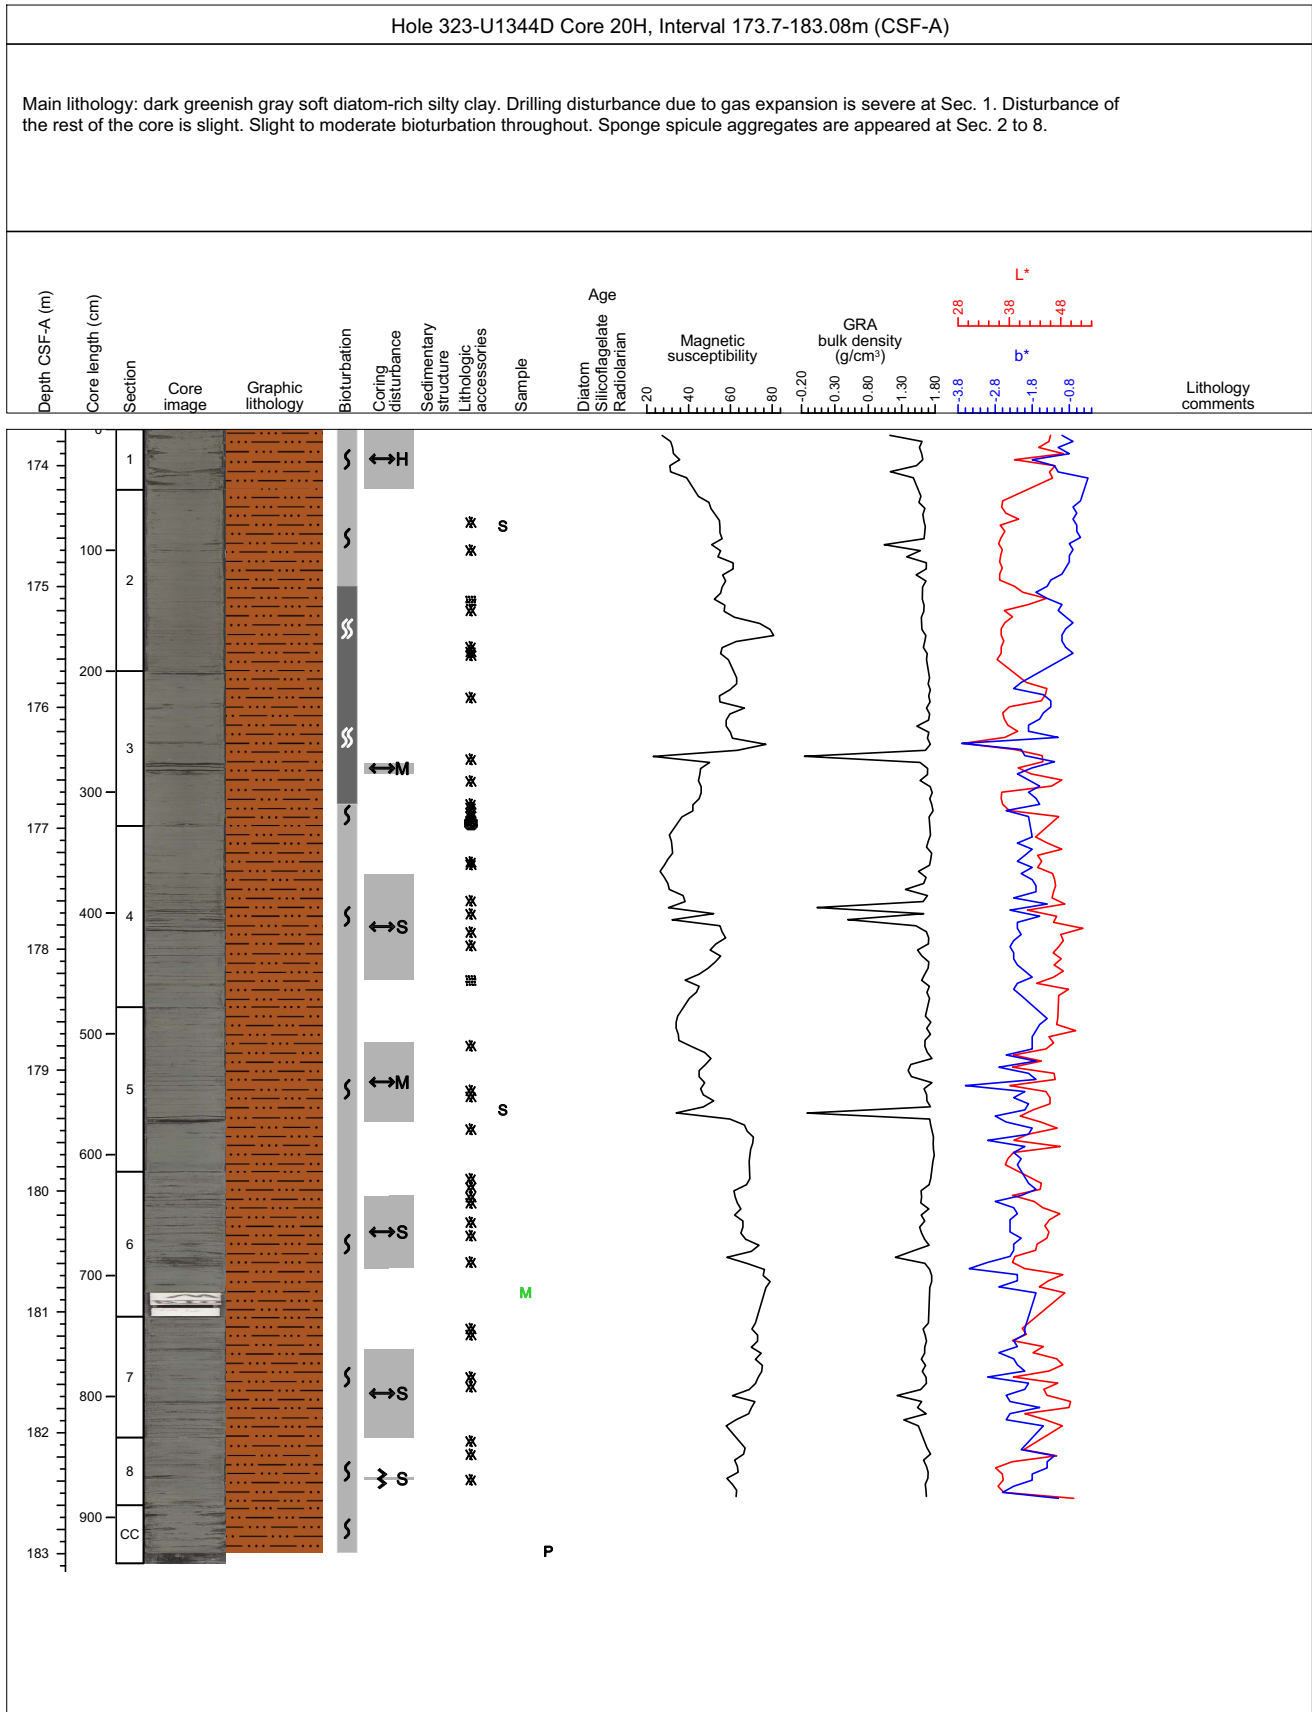 Hole 323-U1344D Core 20H, Interval 173.7-183.08m (CSF-A)
Main lithology: dark greenish gray soft diatom-rich silty clay. Drilling disturbance due to gas expansion is severe at Sec. 1. Disturbance of
the rest of the core is slight. Slight to moderate bioturbation throughout. Sponge spicule aggregates are appeared at Sec. 2 to 8.
Depth CSF-A (m)
Core length (cm)
Section
Core
image
Graphic
lithology
Bioturbation
Coring
disturbance
Sedimentary
structure
Lithologic
accessories
Sample
Age
Diatom
Silicoflagelate
Radiolarian
Magnetic
susceptibility
20 40 60 80
GRA
bulk density
(g/cm³)
-0.20 0.30 0.80 1.30 1.80
L*
28 38 48
b*
-3.8 -2.8 -1.8 -0.8
Lithology
comments
174
175
176
177
178
179
180
181
182
183
100
200
300
400
500
600
700
800
900
1
2
3
4
5
6
7
8
CC
H
M
S
M
S
S
S
S
S
M
P